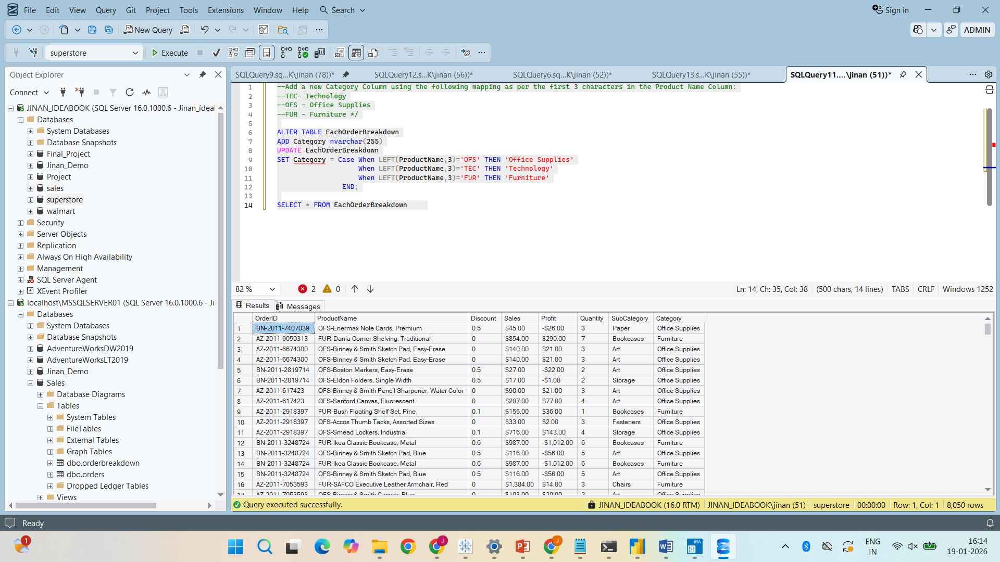 File Edit View Query Git Project Tools Extensions Window Help Search Sign in
New Query ADMIN
superstore Execute
Object Explorer
Connect
JINAN_IDEABOOK (SQL Server 16.0.1000.6 - Jinan_ideal
Databases
System Databases
Database Snapshots
Final_Project
Jinan_Demo
Project
sales
superstore
walmart
Security
Server Objects
Replication
Always On High Availability
Management
SQL Server Agent
XEvent Profiler
localhost\MSSQLSERVER01 (SQL Server 16.0.1000.6 - Ji
Databases
System Databases
Database Snapshots
AdventureWorksDW2019
AdventureWorksLT2019
Jinan_Demo
Sales
Database Diagrams
Tables
System Tables
FileTables
External Tables
Graph Tables
dbo.orderbreakdown
dbo.orders
Dropped Ledger Tables
Views
SQLQuery9.sq...K\jinan (78))* SQLQuery12.s...K\jinan (56))* SQLQuery6.sq...K\jinan (52))* SQLQuery13.s...K\jinan (55))* SQLQuery11....\jinan (51))*
1 --Add a new Category Column using the following mapping as per the first 3 characters in the Product Name Column:
2 --TEC- Technology
3 --OFS - Office Supplies
4 --FUR - Furniture */
5
6 ALTER TABLE EachOrderBreakdown
7 ADD Category nvarchar(255)
8 UPDATE EachOrderBreakdown
9 SET Category = Case When LEFT(ProductName,3)='OFS' THEN 'Office Supplies'
10 When LEFT(ProductName,3)='TEC' THEN 'Technology'
11 When LEFT(ProductName,3)='FUR' THEN 'Furniture'
12 END;
13
14 SELECT * FROM EachOrderBreakdown
82 % 2 0 Ln: 14, Ch: 35, Col: 38 (500 chars, 14 lines) TABS CRLF Windows 1252
Results Messages
OrderID ProductName Discount Sales Profit Quantity SubCategory Category
1 BN-2011-7407039 OFS-Enermax Note Cards, Premium 0.5 $45.00 -$26.00 3 Paper Office Supplies
2 AZ-2011-9050313 FUR-Dania Corner Shelving, Traditional 0 $854.00 $290.00 7 Bookcases Furniture
3 AZ-2011-6674300 OFS-Binney & Smith Sketch Pad, Easy-Erase 0 $140.00 $21.00 3 Art Office Supplies
4 AZ-2011-6674300 OFS-Binney & Smith Sketch Pad, Easy-Erase 0 $140.00 $21.00 3 Art Office Supplies
5 BN-2011-2819714 OFS-Boston Markers, Easy-Erase 0.5 $27.00 -$22.00 2 Art Office Supplies
6 BN-2011-2819714 OFS-Eldon Folders, Single Width 0.5 $17.00 -$1.00 2 Storage Office Supplies
7 AZ-2011-617423 OFS-Binney & Smith Pencil Sharpener, Water Color 0 $90.00 $21.00 3 Art Office Supplies
8 AZ-2011-617423 OFS-Sanford Canvas, Fluorescent 0 $207.00 $77.00 4 Art Office Supplies
9 AZ-2011-2918397 FUR-Bush Floating Shelf Set, Pine 0.1 $155.00 $36.00 1 Bookcases Furniture
10 AZ-2011-2918397 OFS-Accos Thumb Tacks, Assorted Sizes 0 $33.00 $2.00 3 Fasteners Office Supplies
11 AZ-2011-2918397 OFS-Smead Lockers, Industrial 0.1 $716.00 $143.00 4 Storage Office Supplies
12 BN-2011-3248724 FUR-Ikea Classic Bookcase, Metal 0.6 $987.00 -$1,012.00 6 Bookcases Furniture
13 BN-2011-3248724 OFS-Binney & Smith Sketch Pad, Blue 0.5 $116.00 -$56.00 5 Art Office Supplies
14 BN-2011-3248724 FUR-Ikea Classic Bookcase, Metal 0.6 $987.00 -$1,012.00 6 Bookcases Furniture
15 BN-2011-3248724 OFS-Binney & Smith Sketch Pad, Blue 0.5 $116.00 -$56.00 5 Art Office Supplies
16 AZ-2011-7053593 FUR-SAFCO Executive Leather Armchair, Red 0 $1,384.00 $14.00 3 Chairs Furniture
17 AZ-2011-7053593 OFS-Binney & Smith Canvas, Blue 0 $103.00 $20.00 2 Art Office Supplies
Query executed successfully. JINAN_IDEABOOK (16.0 RTM) JINAN_IDEABOOK\jinan (51) superstore 00:00:00 Row: 1, Col: 1 8,050 rows
Ready
1 J J iBA ENG IN 16:14 19-01-2026